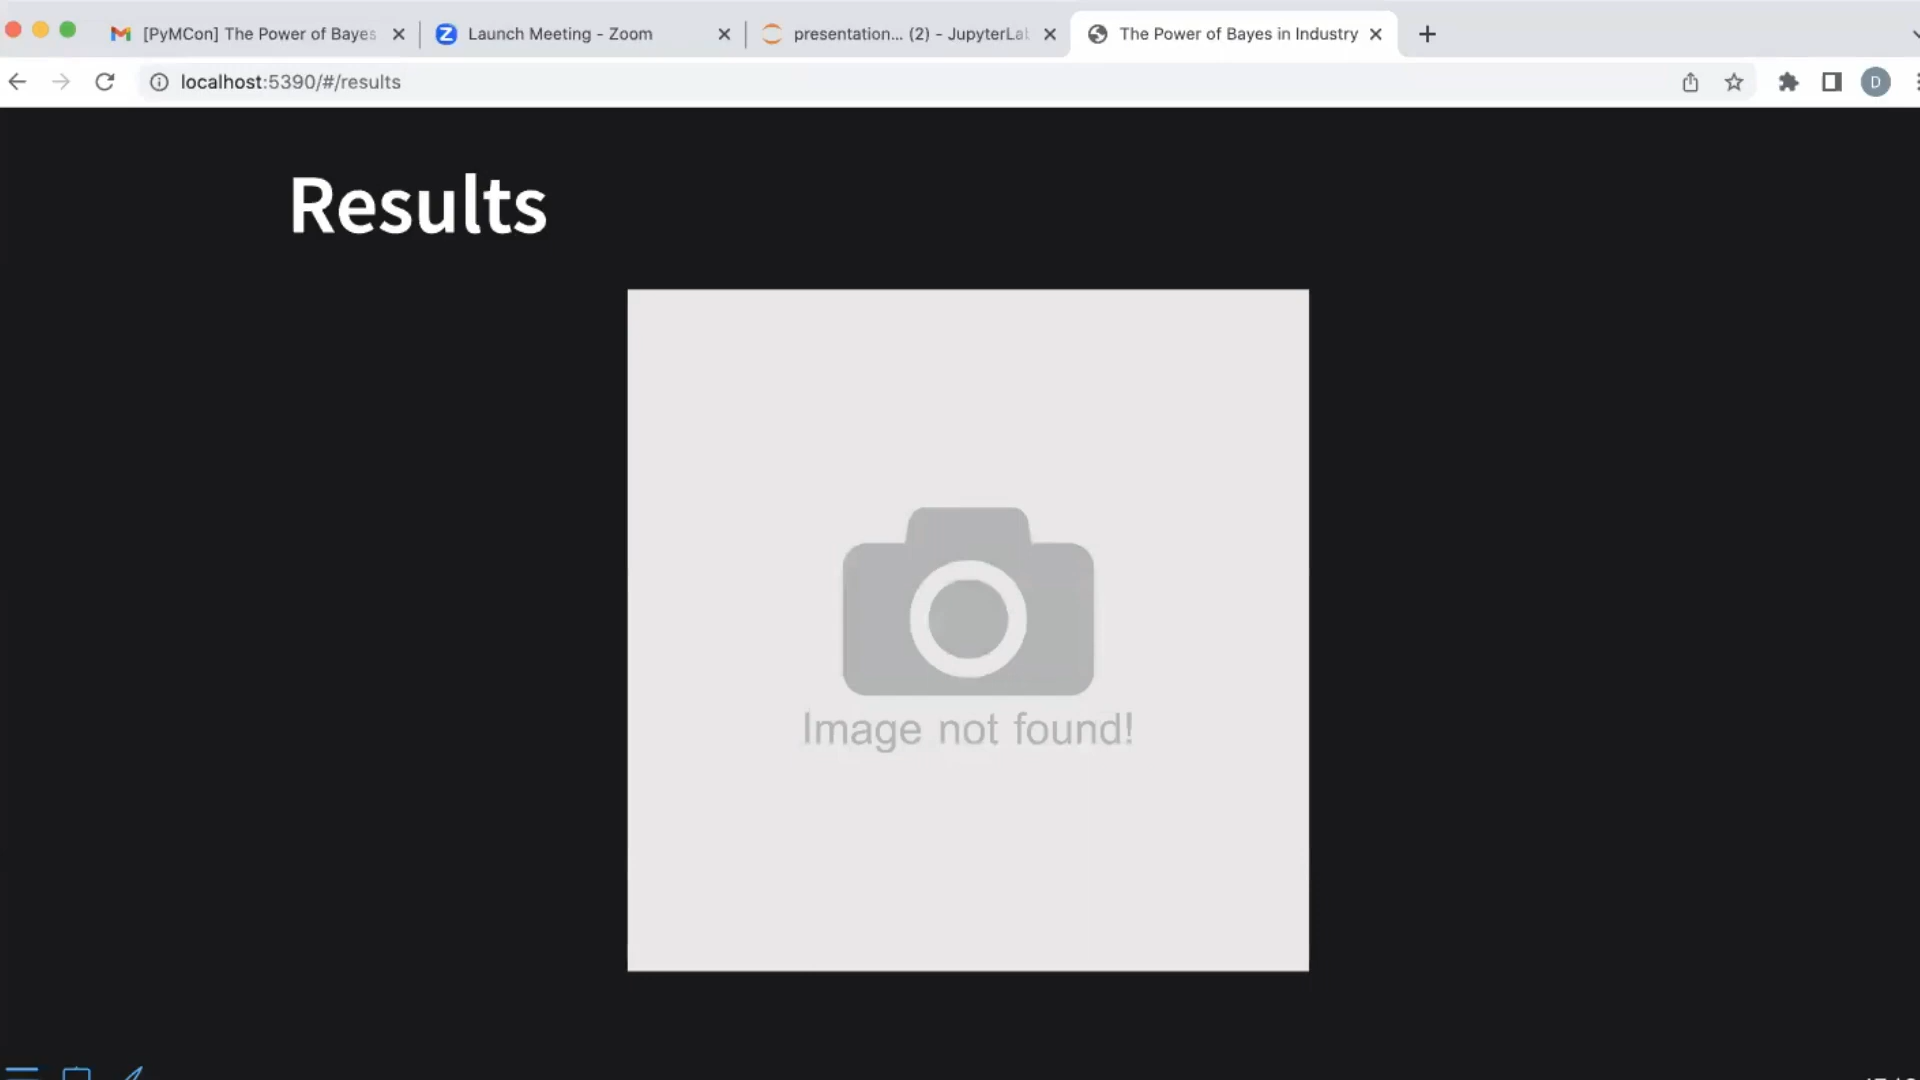 [PyMCon] The Power of Bayes
Launch Meeting - Zoom
presentation... (2) - JupyterLa
The Power of Bayes in Industry
localhost:5390/#/results
D
Results
Image not found!